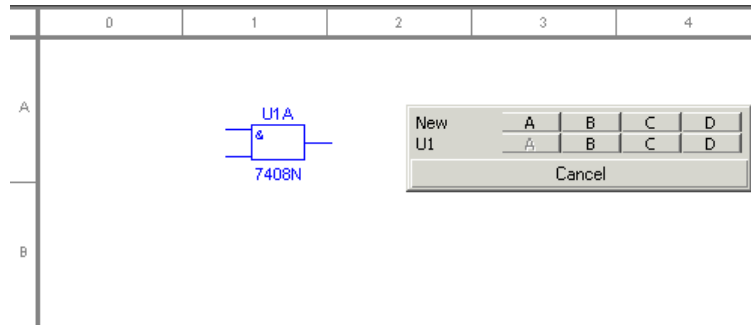 0 1 2 3 4
A
U1A
&
7408N
New A B C D
U1 A B C D
Cancel
B